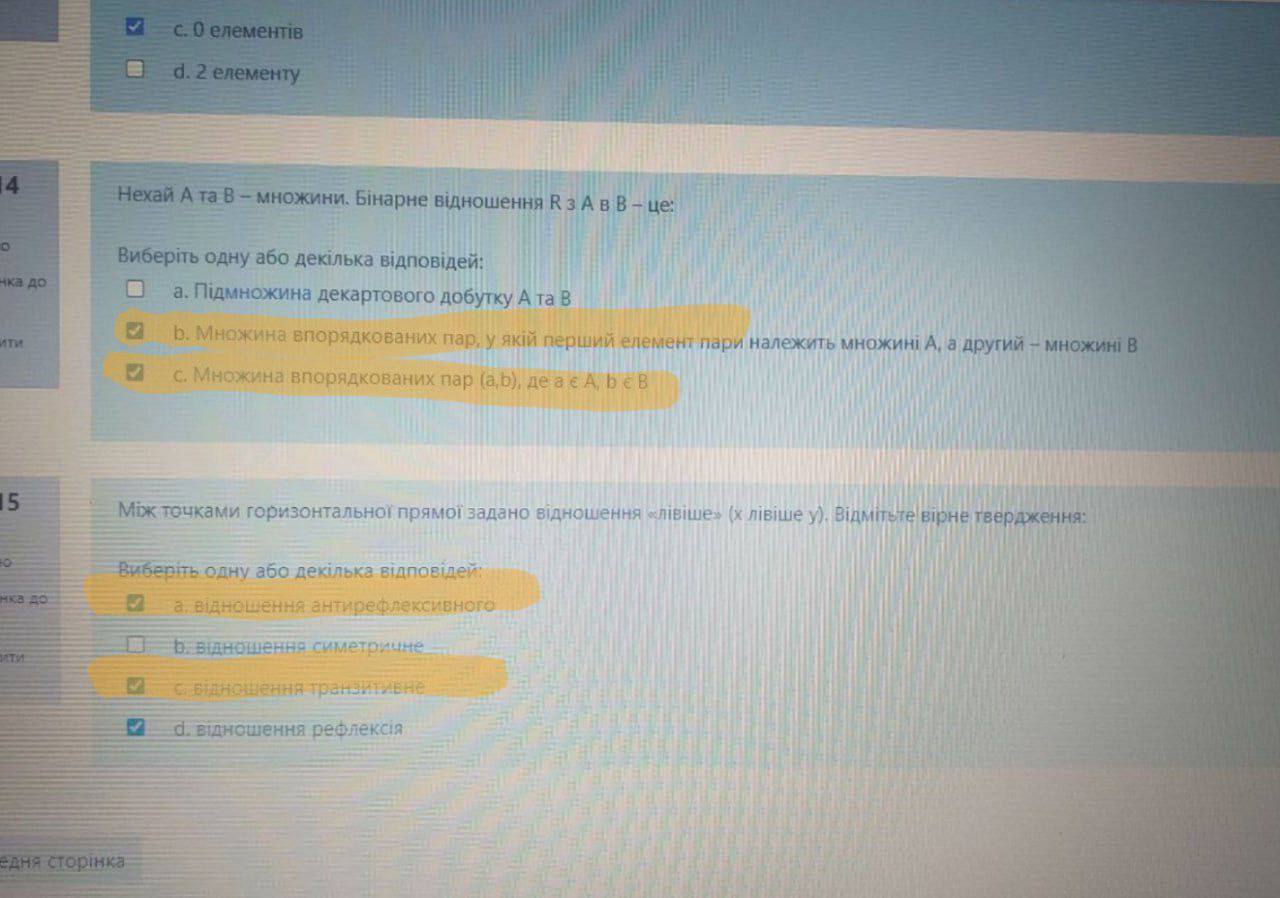 c. 0 елементів
d. 2 елементу
14
о
нка до
ити
Нехай А та В – множини. Бінарне відношення R з А в В – це:
Виберіть одну або декілька відповідей:
a. Підмножина декартового добутку А та В
b. Множина впорядкованих пар, у якій перший елемент пари належить множині А, а другий – множині В
c. Множина впорядкованих пар (a,b), де a є A, b є B
15
но
нка до
ити
Між точками горизонтальної прямої задано відношення «лівіше» (х лівіше у). Відмітьте вірне твердження:
Виберіть одну або декілька відповідей:
a. відношення антирефлексивного
b. відношення симетричне
c. відношення транзитивне
d. відношення рефлексія
едня сторінка